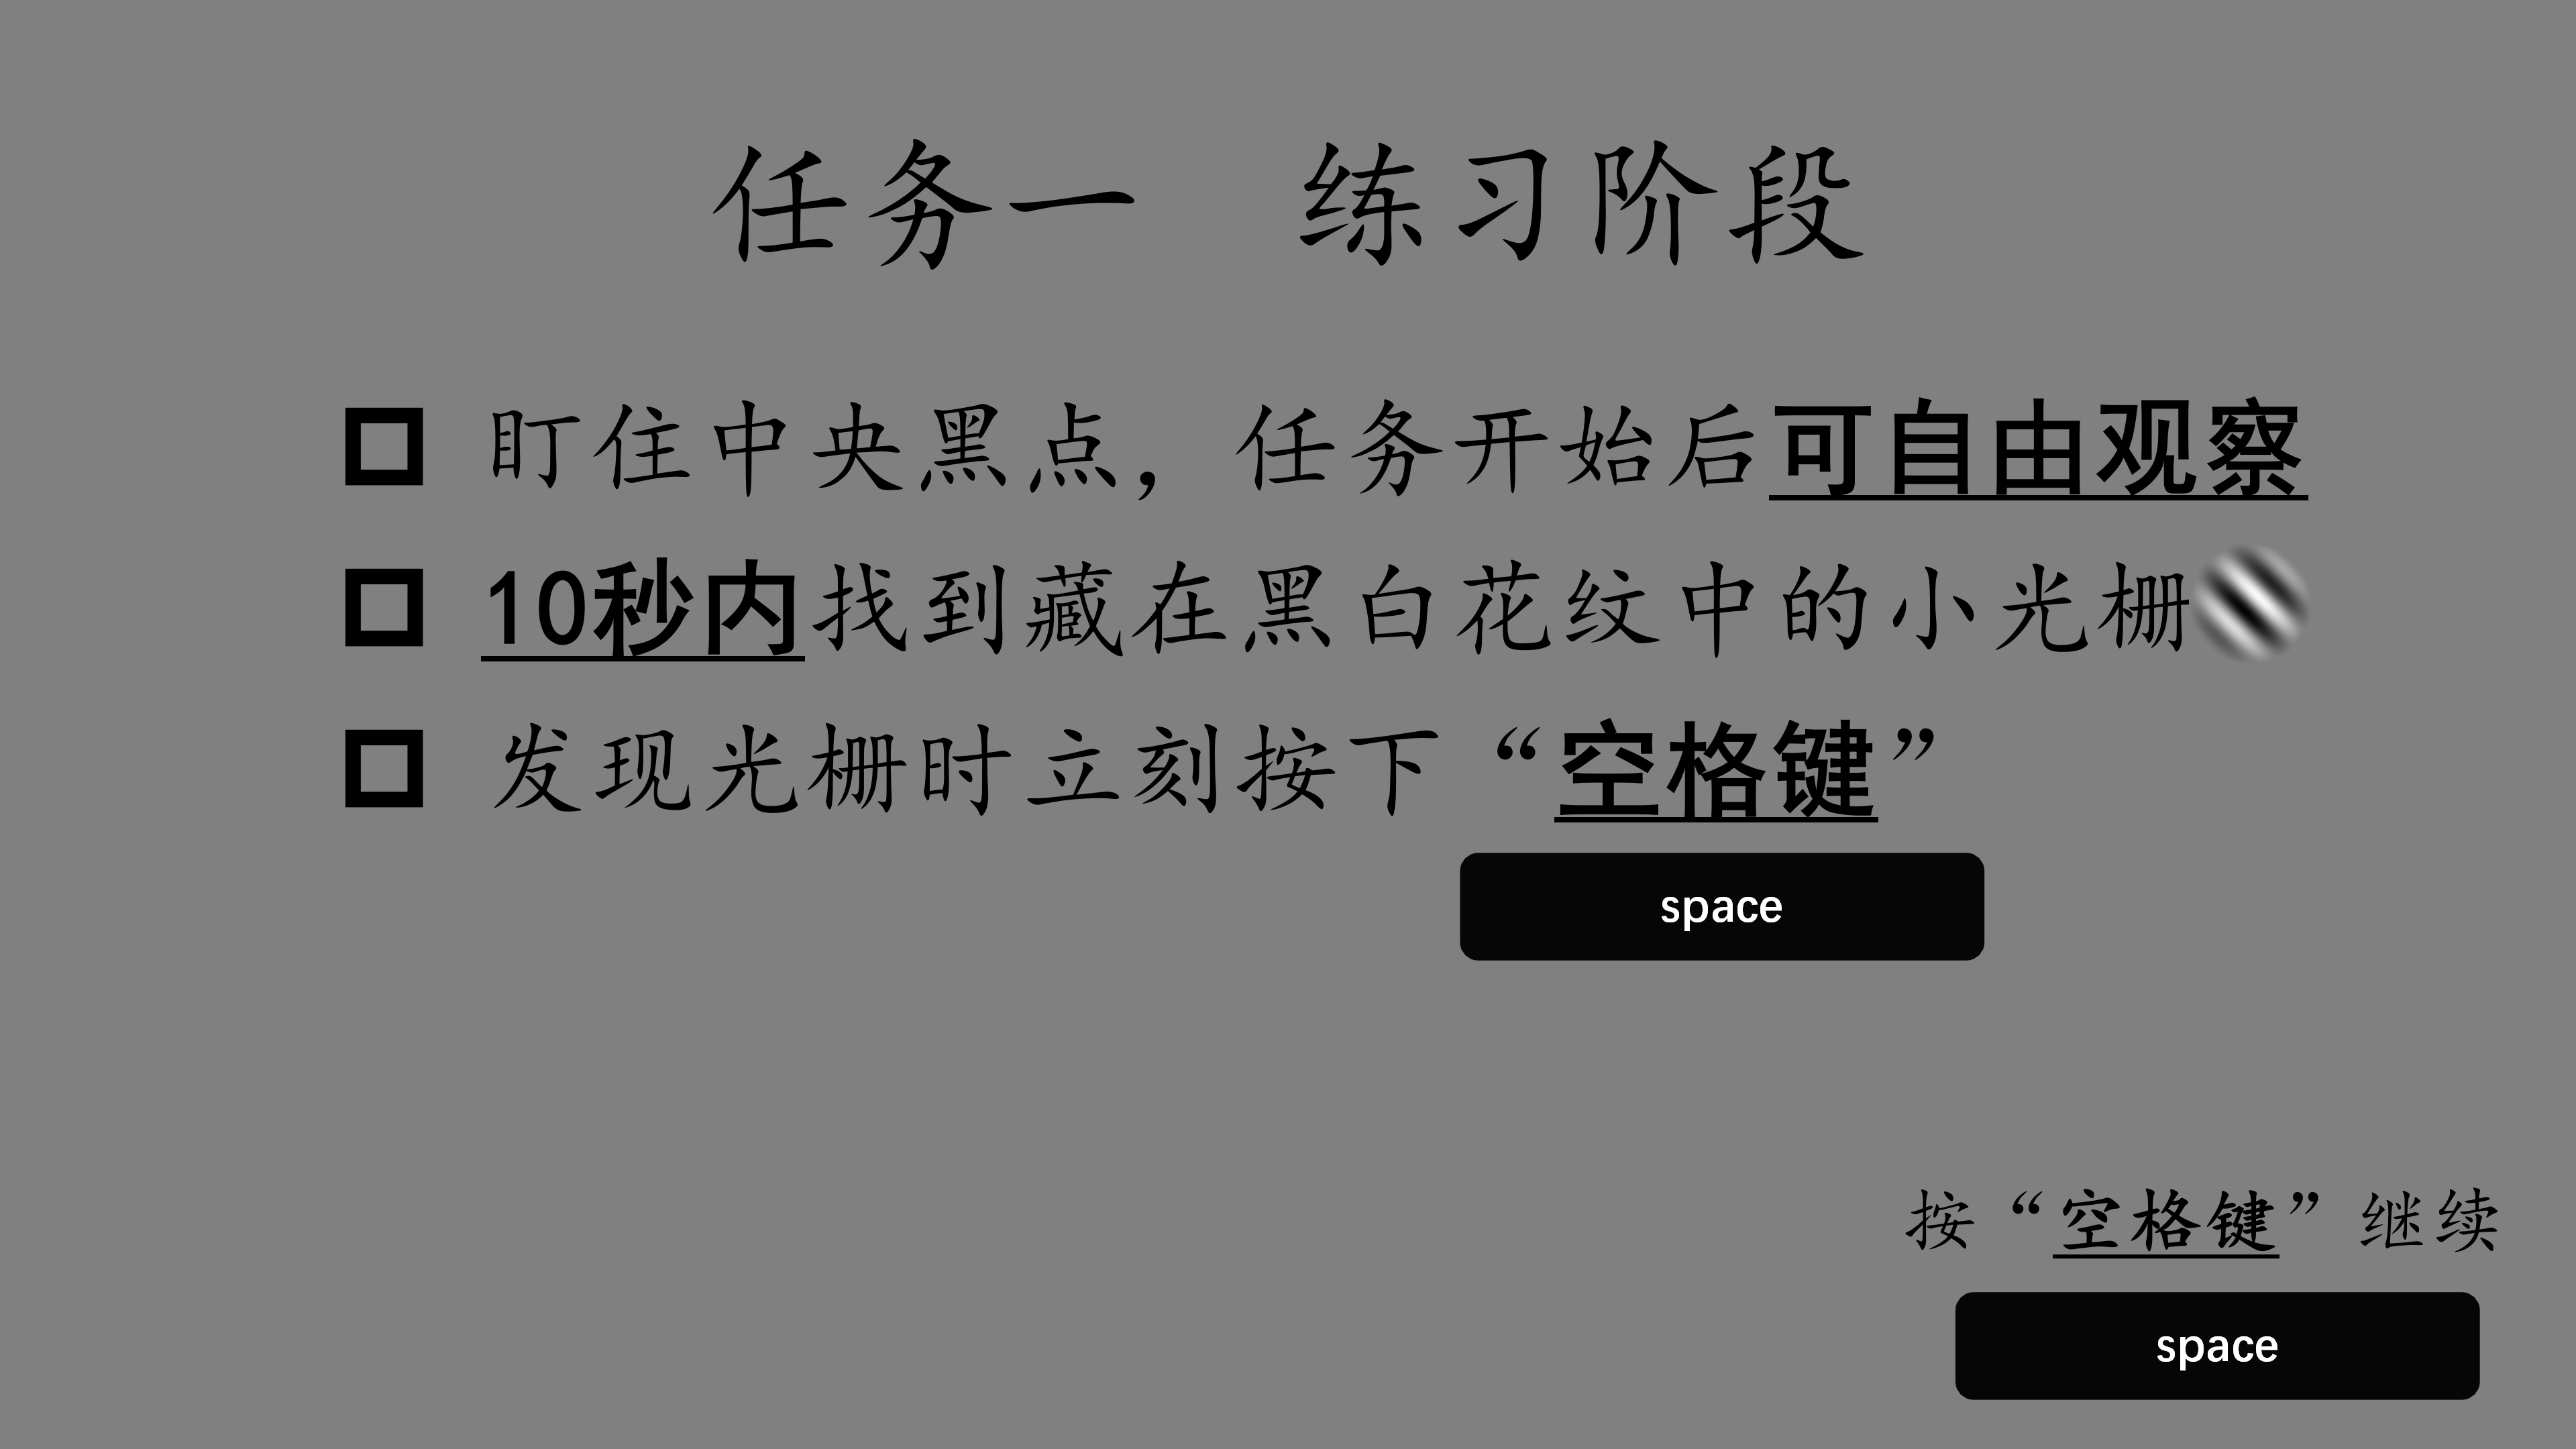 任务一 练习阶段
盯住中央黑点，任务开始后可自由观察
10秒内找到藏在黑白花纹中的小光栅
发现光栅时立刻按下“空格键”
space
按“空格键”继续
space